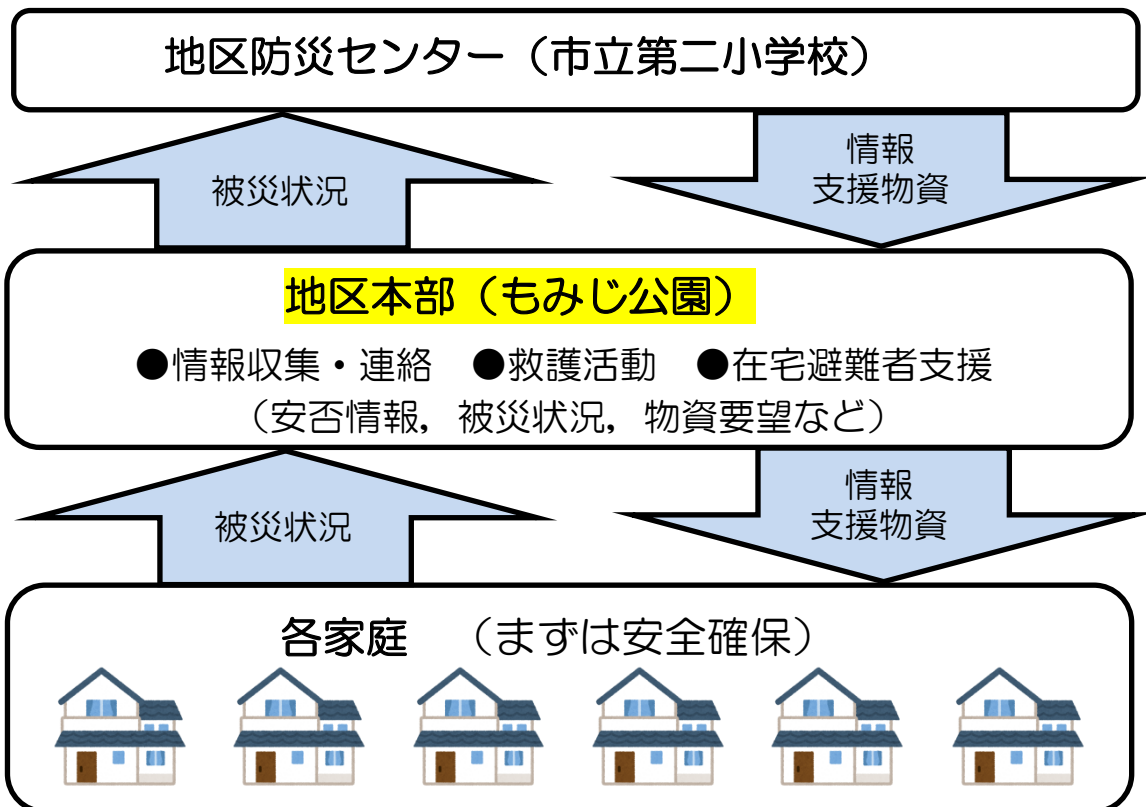 地区防災センター（市立第二小学校）
被災状況
情報
支援物資
地区本部（もみじ公園）
●情報収集・連絡　●救護活動　●在宅避難者支援
（安否情報，被災状況，物資要望など）
被災状況
情報
支援物資
各家庭　（まずは安全確保）